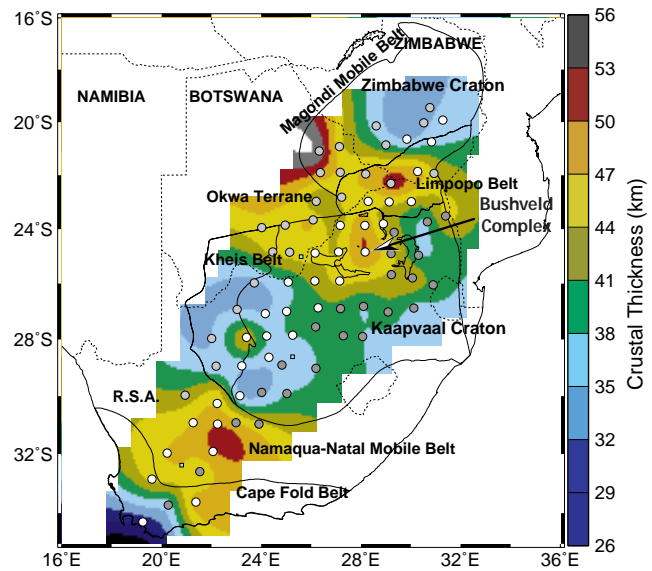 16°S
20°S
24°S
28°S
32°S
16°E
20°E
24°E
28°E
32°E
36°E
NAMIBIA
BOTSWANA
Magondi Mobile Belt
ZIMBABWE
Zimbabwe Craton
Okwa Terrane
Limpopo Belt
Bushveld
Complex
Kheis Belt
Kaapvaal Craton
R.S.A.
Namaqua-Natal Mobile Belt
Cape Fold Belt
56
53
50
47
44
41
38
35
32
29
26
Crustal Thickness (km)